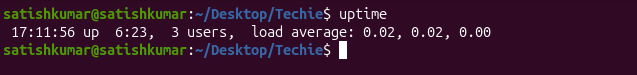 satishkumar@satishkumar:~/Desktop/Techie$ uptime
 17:11:56 up  6:23,  3 users,  load average: 0.02, 0.02, 0.00
satishkumar@satishkumar:~/Desktop/Techie$